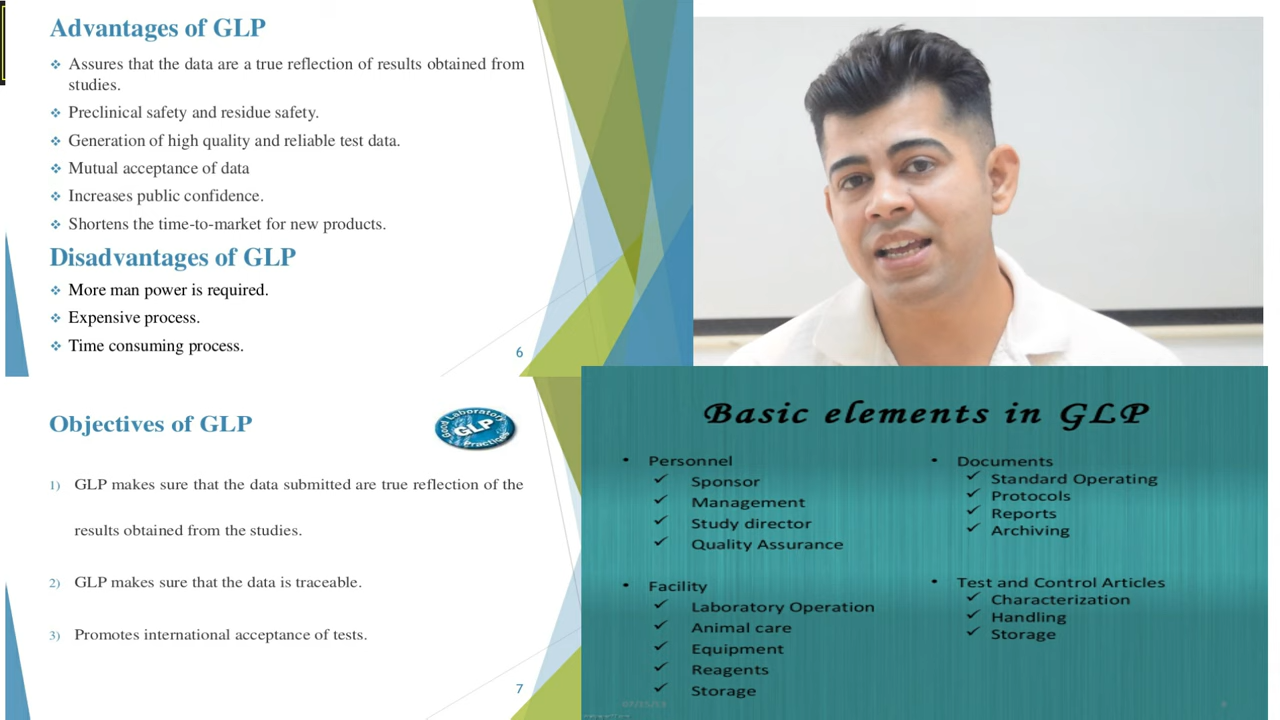 Advantages of GLP
Assures that the data are a true reflection of results obtained from
studies.
Preclinical safety and residue safety.
Generation of high quality and reliable test data.
Mutual acceptance of data
Increases public confidence.
Shortens the time-to-market for new products.
Disadvantages of GLP
More man power is required.
Expensive process.
Time consuming process.
6
Objectives of GLP
Good Laboratory
GLP
Practices
1) GLP makes sure that the data submitted are true reflection of the
results obtained from the studies.
2) GLP makes sure that the data is traceable.
3) Promotes international acceptance of tests.
7
Basic elements in GLP
• Personnel
✓ Sponsor
✓ Management
✓ Study director
✓ Quality Assurance
• Facility
✓ Laboratory Operation
✓ Animal care
✓ Equipment
✓ Reagents
✓ Storage
• Documents
✓ Standard Operating
✓ Protocols
✓ Reports
✓ Archiving
• Test and Control Articles
✓ Characterization
✓ Handling
✓ Storage